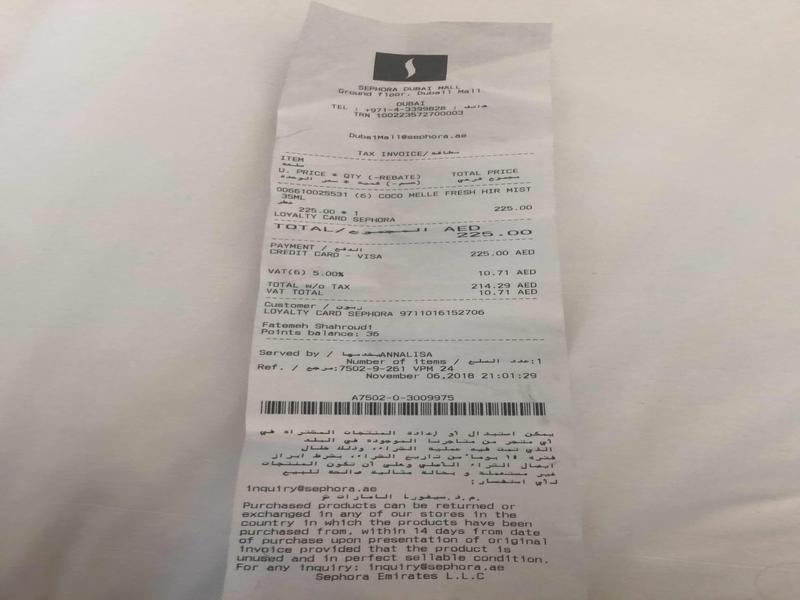 SEPHORA DUBAI MALL
Ground floor, Dubail Mall
DUBAI
TEL : +971-4-3399828 : هاتف
TRN 100223572700003
DubaiMall@sephora.ae
TAX INVOICE/
ITEM
سلعة
U. PRICE * QTY (-REBATE) TOTAL PRICE
(-حسم) * كمية * سعر الوحدة مجموع فرعي
006610025531 (6) COCO MELLE FRESH HIR MIST
35ML
عطر
225.00 * 1 225.00
LOYALTY CARD SEPHORA
TOTAL/المجموع AED
225.00
PAYMENT / الدفع
CREDIT CARD - VISA 225.00 AED
VAT(6) 5.00% 10.71 AED
TOTAL w/o TAX 214.29 AED
VAT TOTAL 10.71 AED
Customer / زبون
LOYALTY CARD SEPHORA 9711016152706
Fatemeh Shahroudi
Points balance: 36
Served by / يخدمها ANNALISA
Number of items / عدد السلع :1
Ref. / مرجع :7502-9-261 VPM 24
November 06,2018 21:01:29
A7502-0-3009975
يمكن استبدال أو إعادة المنتجات المشتراة في
أي متجر من متاجرنا الموجودة في البلد
الذي تمت فيه عملية الشراء، وذلك خلال
فترة ١٤ يوما من تاريخ الشراء، بشرط ابراز
ايصال الشراء الأصلي وعلى أن تكون المنتجات
غير مستعملة و بحالة مثالية صالحة للبيع
لأي استفسار:
inquiry@sephora.ae
سيفورا الامارات ش.ذ.م.م
Purchased products can be returned or
exchanged in any of our stores in the
country in which the products have been
purchased from, within 14 days from date
of purchase upon presentation of original
invoice provided that the product is
unused and in perfect sellable condition.
For any inquiry: inquiry@sephora.ae
Sephora Emirates L.L.C